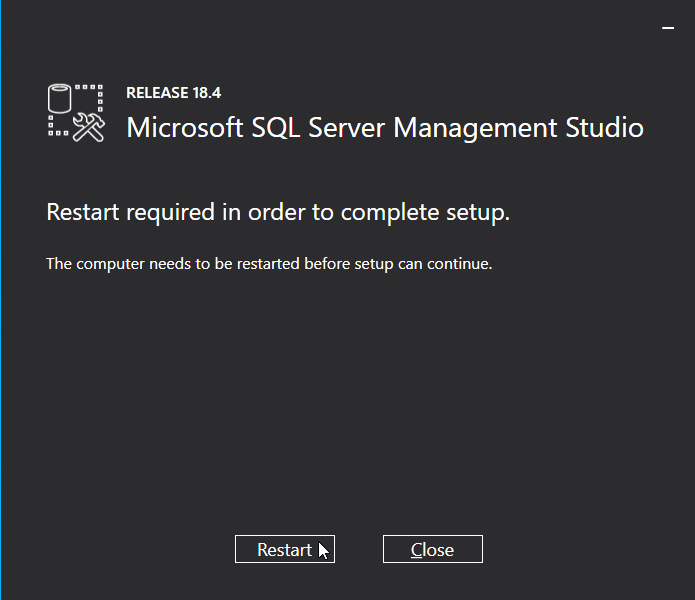 RELEASE 18.4
Microsoft SQL Server Management Studio
Restart required in order to complete setup.
The computer needs to be restarted before setup can continue.
Restart
Close